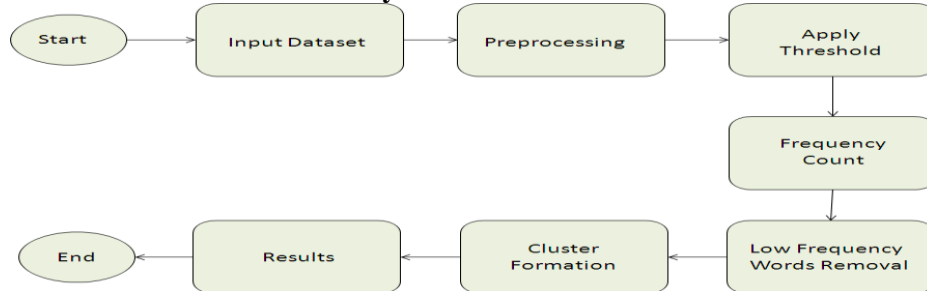 Start
Input Dataset
Preprocessing
Apply
Threshold
Frequency
Count
Low Frequency
Words Removal
Cluster
Formation
Results
End